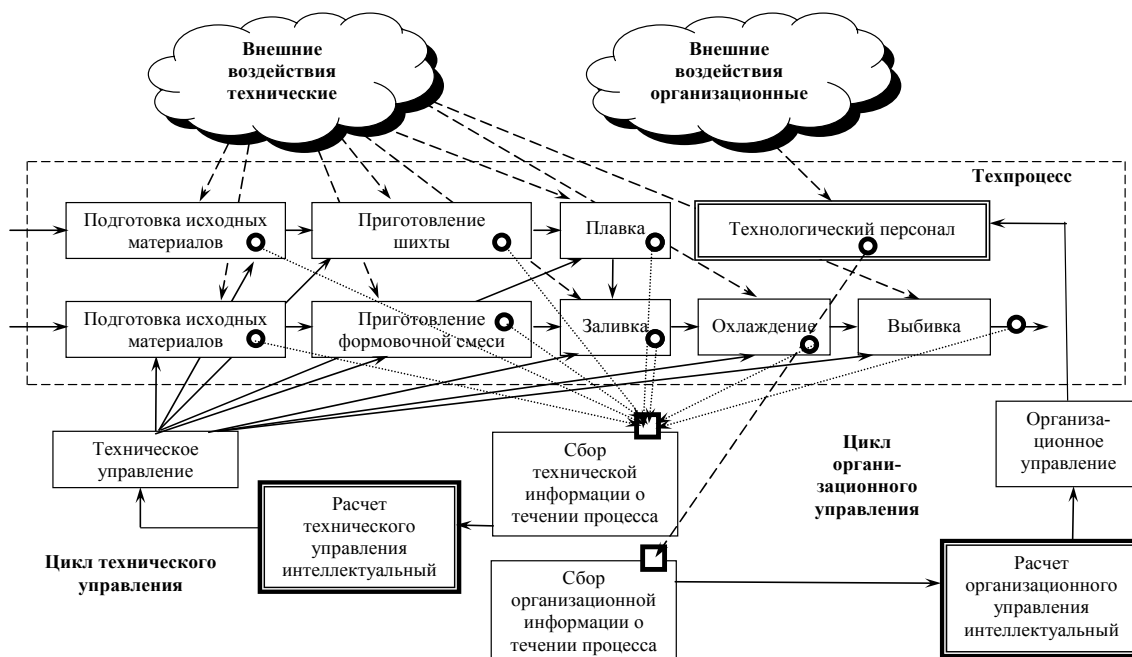 Внешние
воздействия
технические
Внешние
воздействия
организационные
Техпроцесс
Подготовка исходных
материалов
Приготовление
шихты
Плавка
Технологический персонал
Подготовка исходных
материалов
Приготовление
формовочной смеси
Заливка
Охлаждение
Выбивка
Техническое
управление
Сбор
технической
информации о
течении процесса
Цикл
органи-
зационного
управления
Организа-
ционное
управление
Расчет
технического
управления
интеллектуальный
Цикл технического
управления
Сбор
организационной
информации о
течении процесса
Расчет
организационного
управления
интеллектуальный